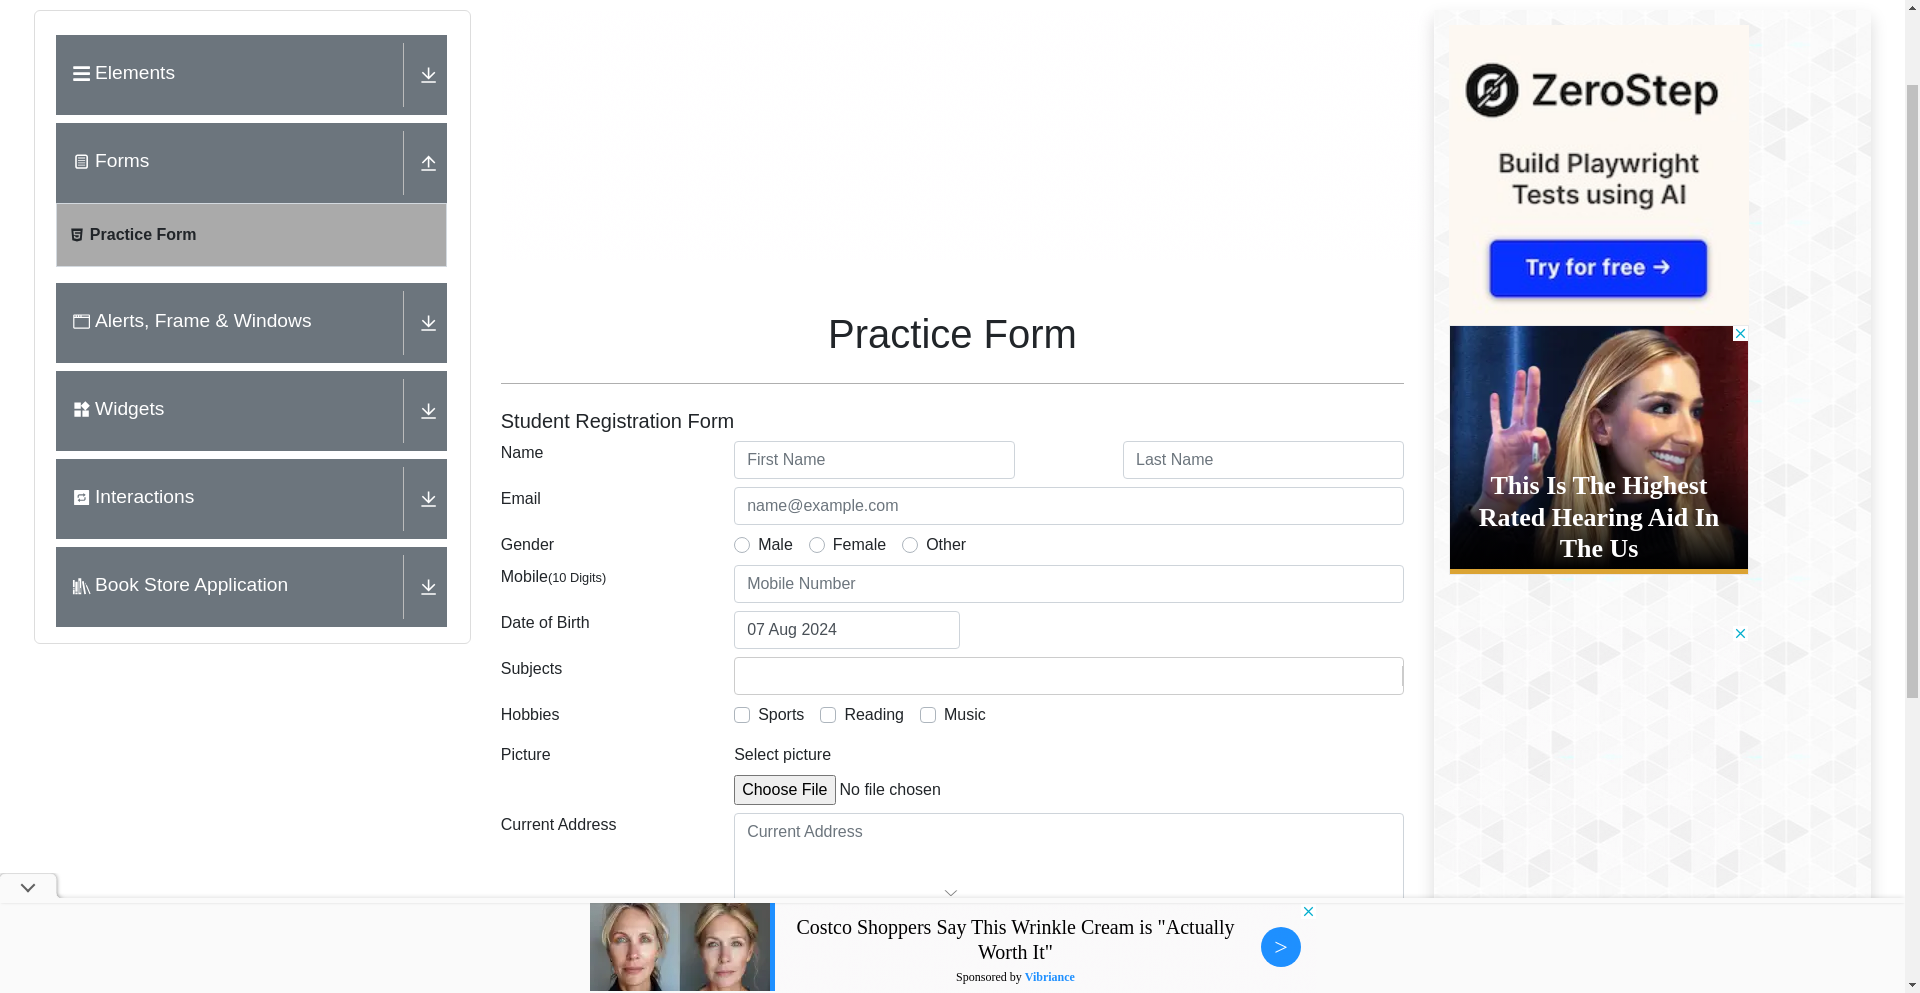 Elements
Forms
Practice Form
Alerts, Frame & Windows
Widgets
Interactions
Book Store Application
Practice Form
Student Registration Form
Name
First Name
Last Name
Email
name@example.com
Gender
Male
Female
Other
Mobile(10 Digits)
Mobile Number
Date of Birth
07 Aug 2024
Subjects
Hobbies
Sports
Reading
Music
Picture
Select picture
Choose File No file chosen
Current Address
Current Address
ZeroStep
Build Playwright
Tests using AI
Try for free →
This Is The Highest
Rated Hearing Aid In
The Us
Costco Shoppers Say This Wrinkle Cream is "Actually
Worth It"
Sponsored by Vibriance
>